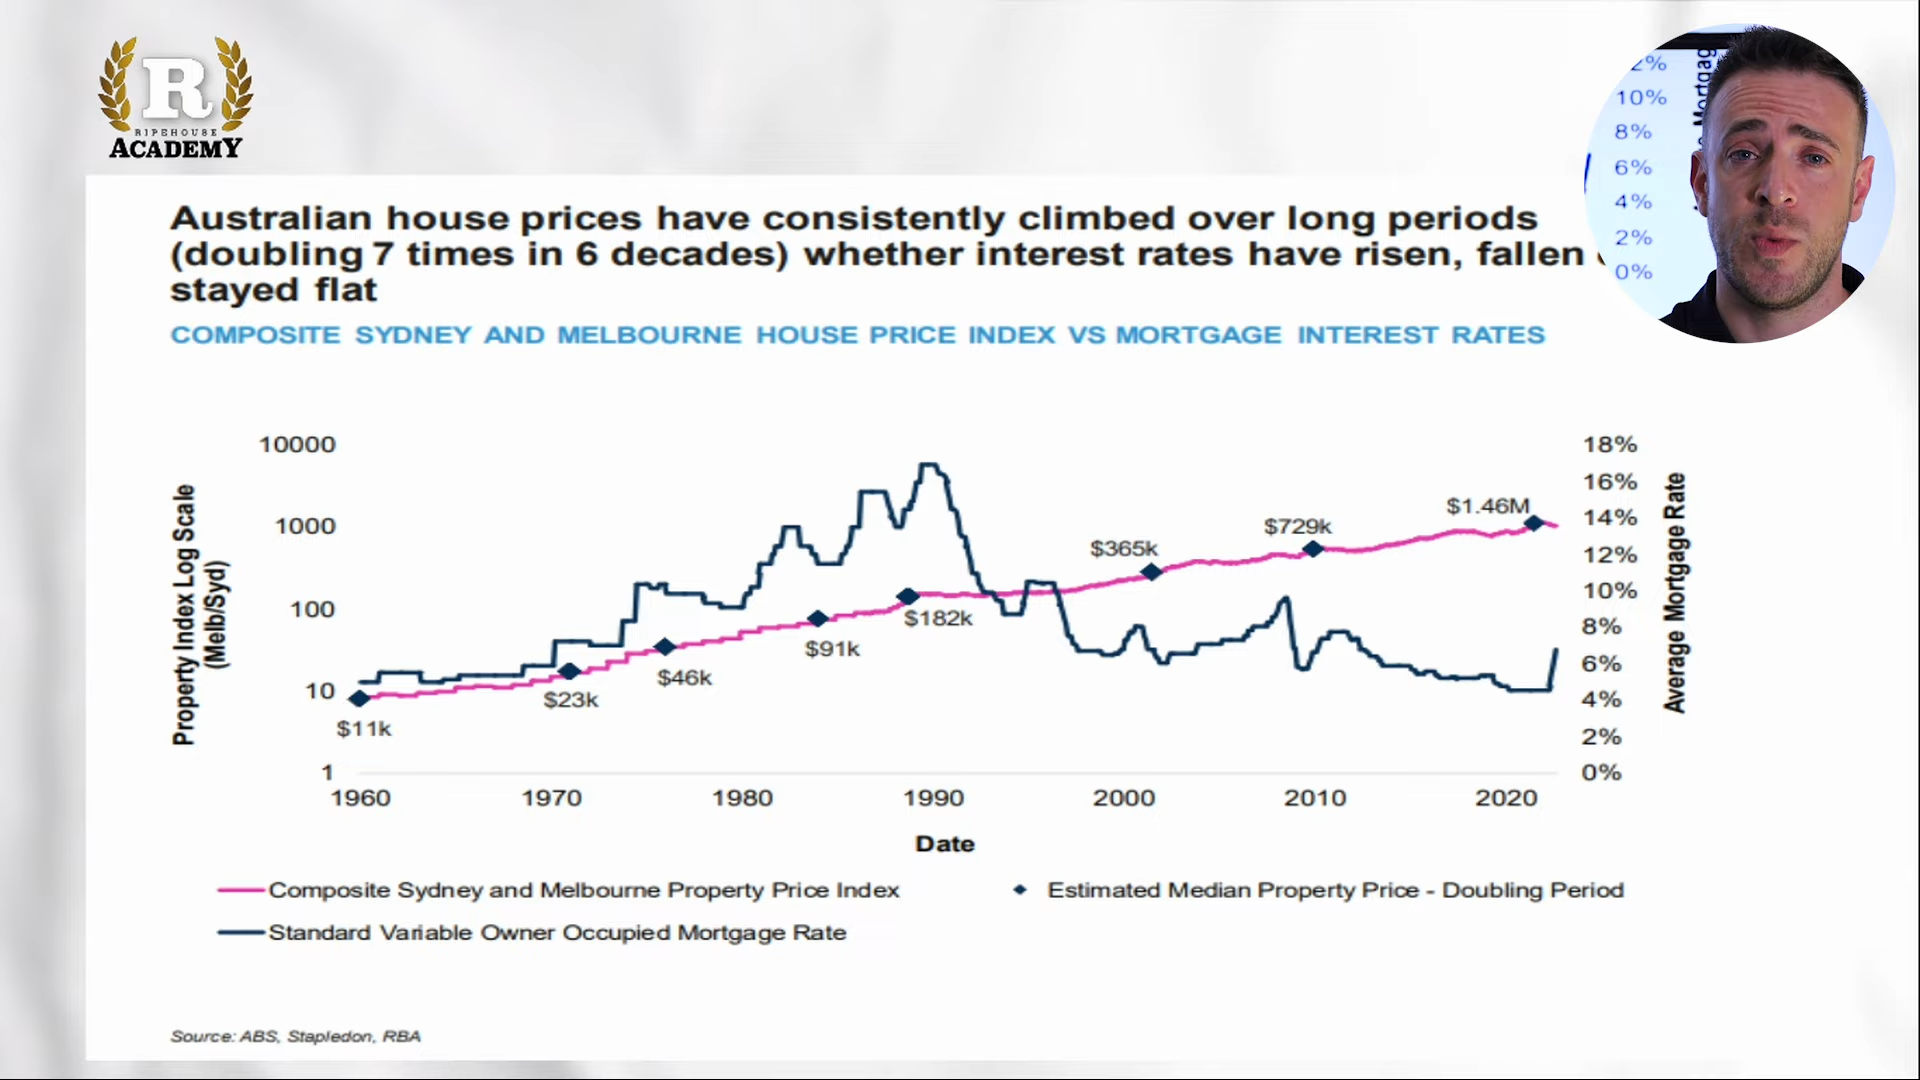 R
RIPEHOUSE
ACADEMY
Australian house prices have consistently climbed over long periods
(doubling 7 times in 6 decades) whether interest rates have risen, fallen
stayed flat
COMPOSITE SYDNEY AND MELBOURNE HOUSE PRICE INDEX VS MORTGAGE INTEREST RATES
2%
10%
8%
6%
4%
2%
0%
Mortgag
Property Index Log Scale
(Melb/Syd)
10000
1000
100
10
1
$11k
$23k
$46k
$91k
$182k
$365k
$729k
$1.46M
18%
16%
14%
12%
10%
8%
6%
4%
2%
0%
Average Mortgage Rate
1960 1970 1980 1990 2000 2010 2020
Date
Composite Sydney and Melbourne Property Price Index
Estimated Median Property Price - Doubling Period
Standard Variable Owner Occupied Mortgage Rate
Source: ABS, Stapledon, RBA